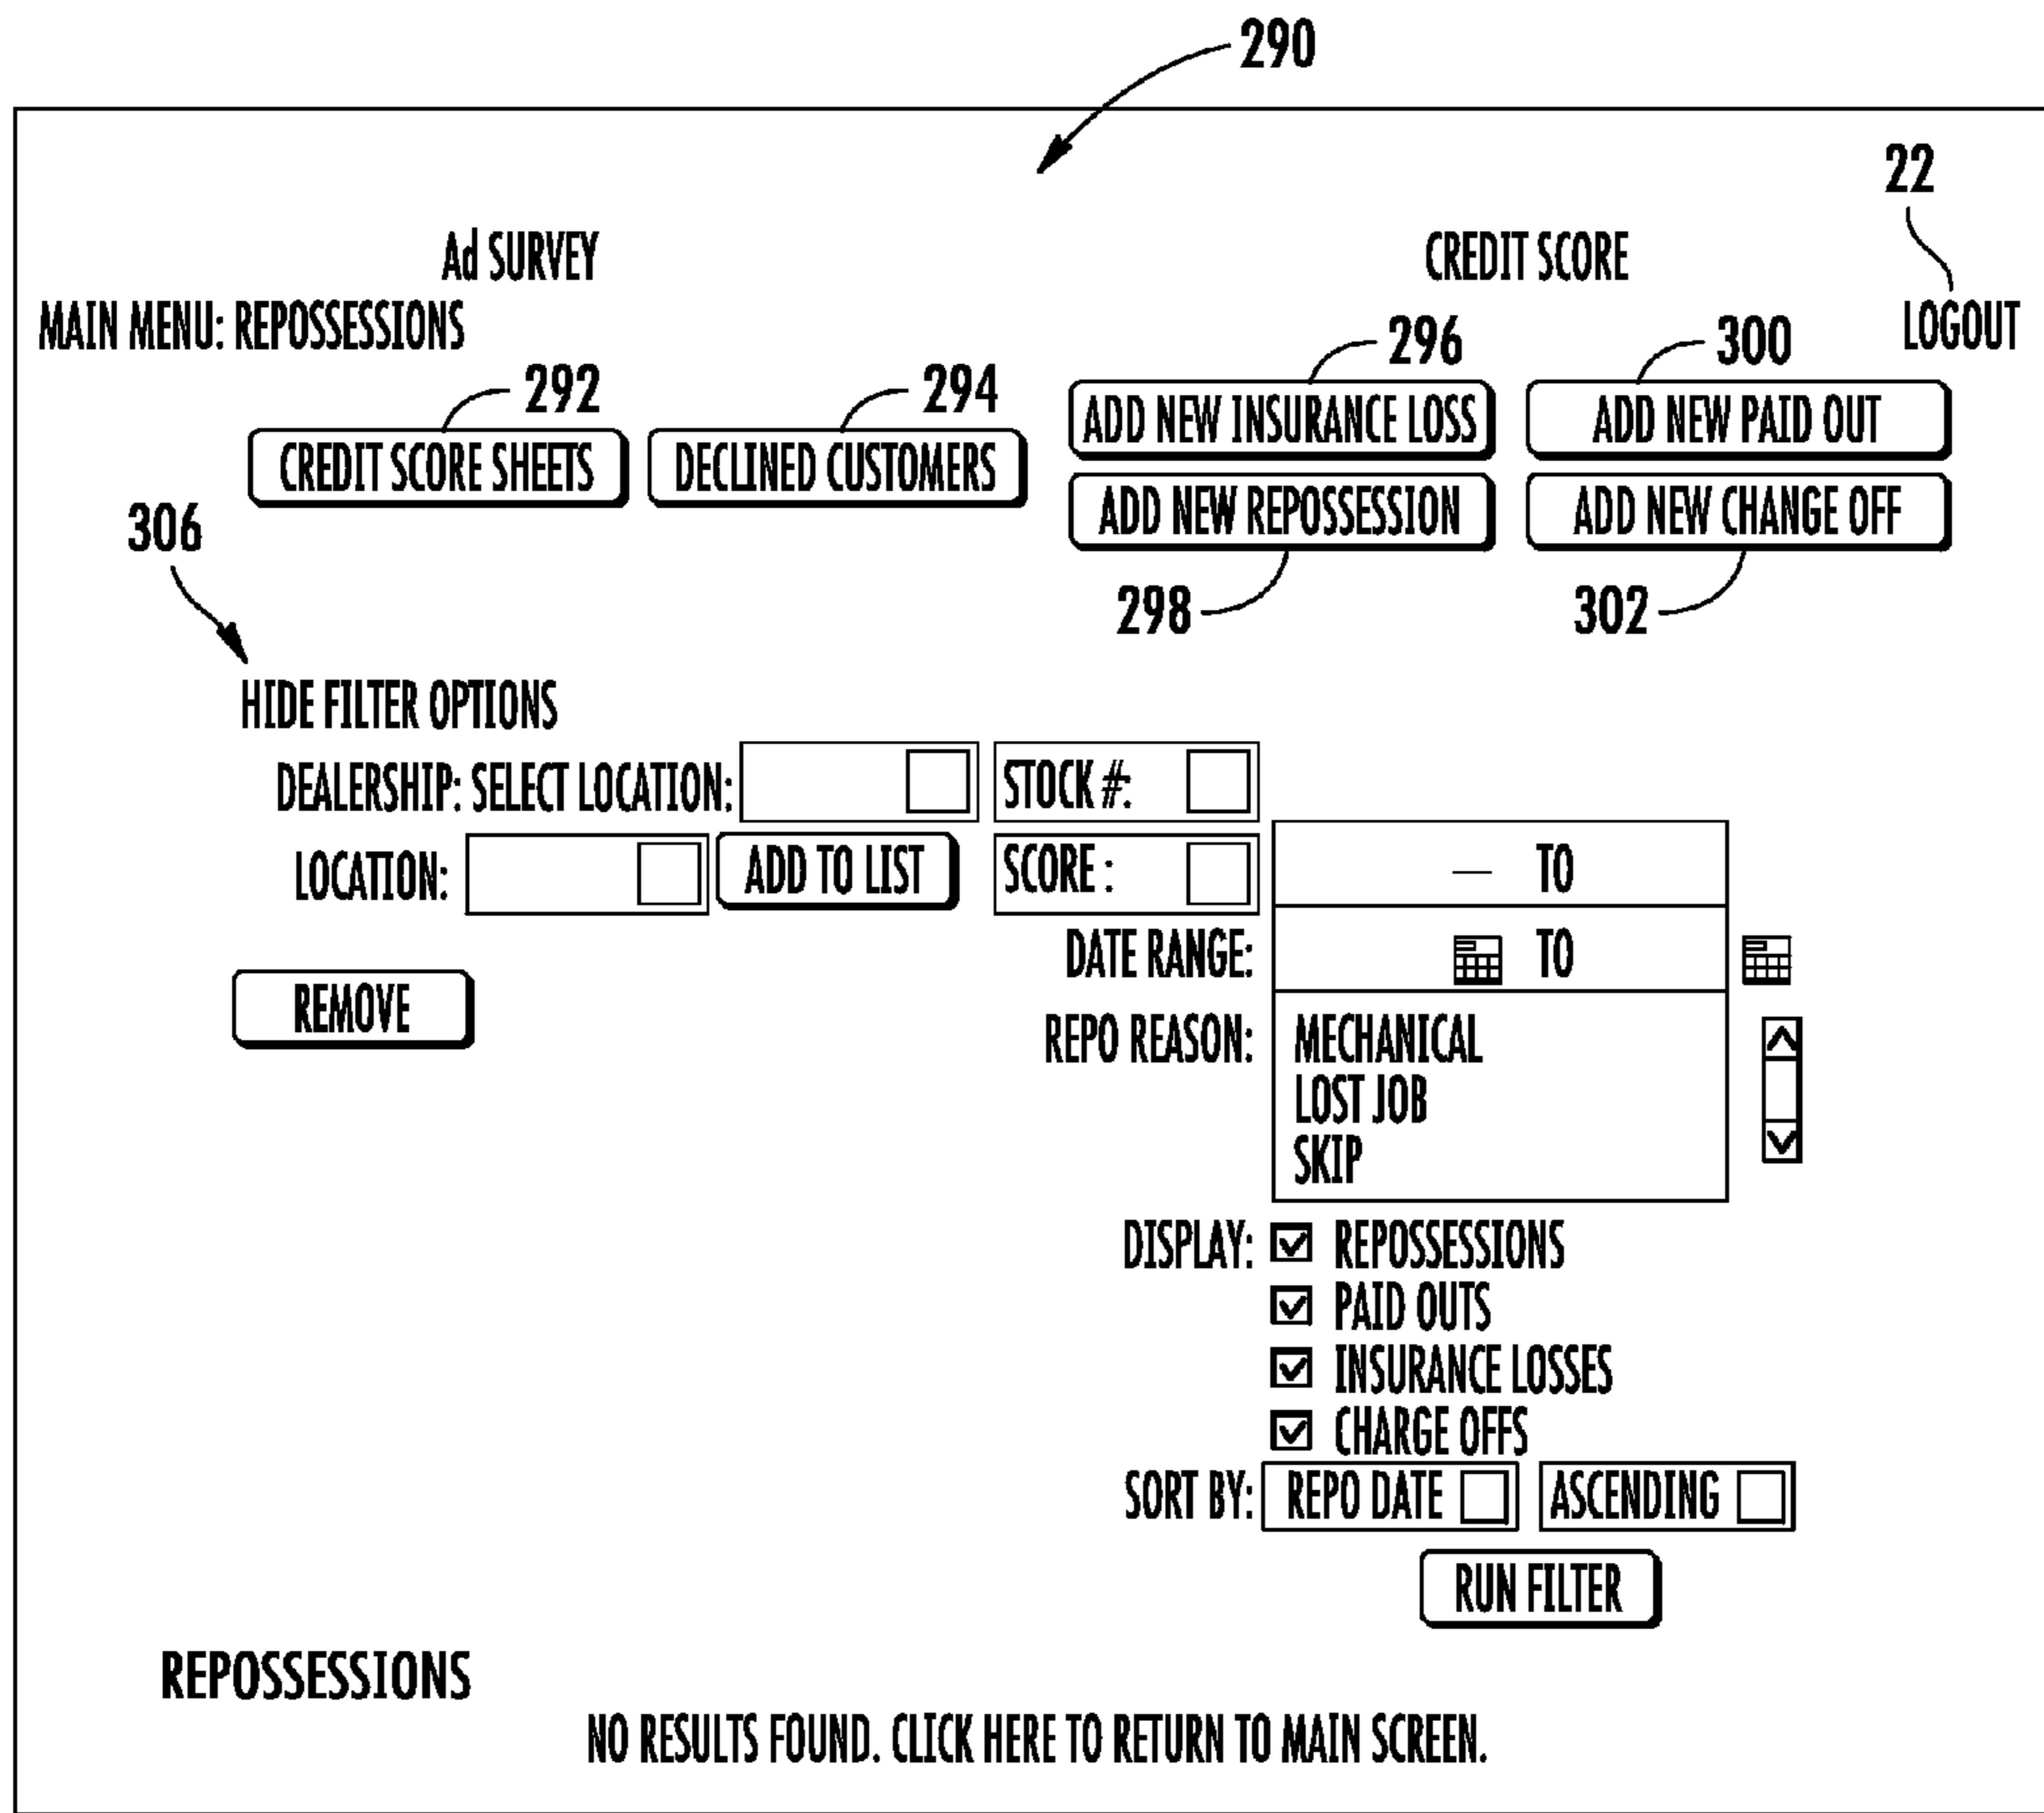 290
22
Ad SURVEY
CREDIT SCORE
MAIN MENU: REPOSSESSIONS
LOGOUT
292
294
296
300
CREDIT SCORE SHEETS
DECLINED CUSTOMERS
ADD NEW INSURANCE LOSS
ADD NEW PAID OUT
ADD NEW REPOSSESSION
ADD NEW CHANGE OFF
306
298
302
HIDE FILTER OPTIONS
DEALERSHIP: SELECT LOCATION:
STOCK #:
LOCATION:
ADD TO LIST
SCORE :
— TO
DATE RANGE:
TO
REMOVE
REPO REASON:
MECHANICAL
LOST JOB
SKIP
DISPLAY:
REPOSSESSIONS
PAID OUTS
INSURANCE LOSSES
CHARGE OFFS
SORT BY:
REPO DATE
ASCENDING
RUN FILTER
REPOSSESSIONS
NO RESULTS FOUND. CLICK HERE TO RETURN TO MAIN SCREEN.